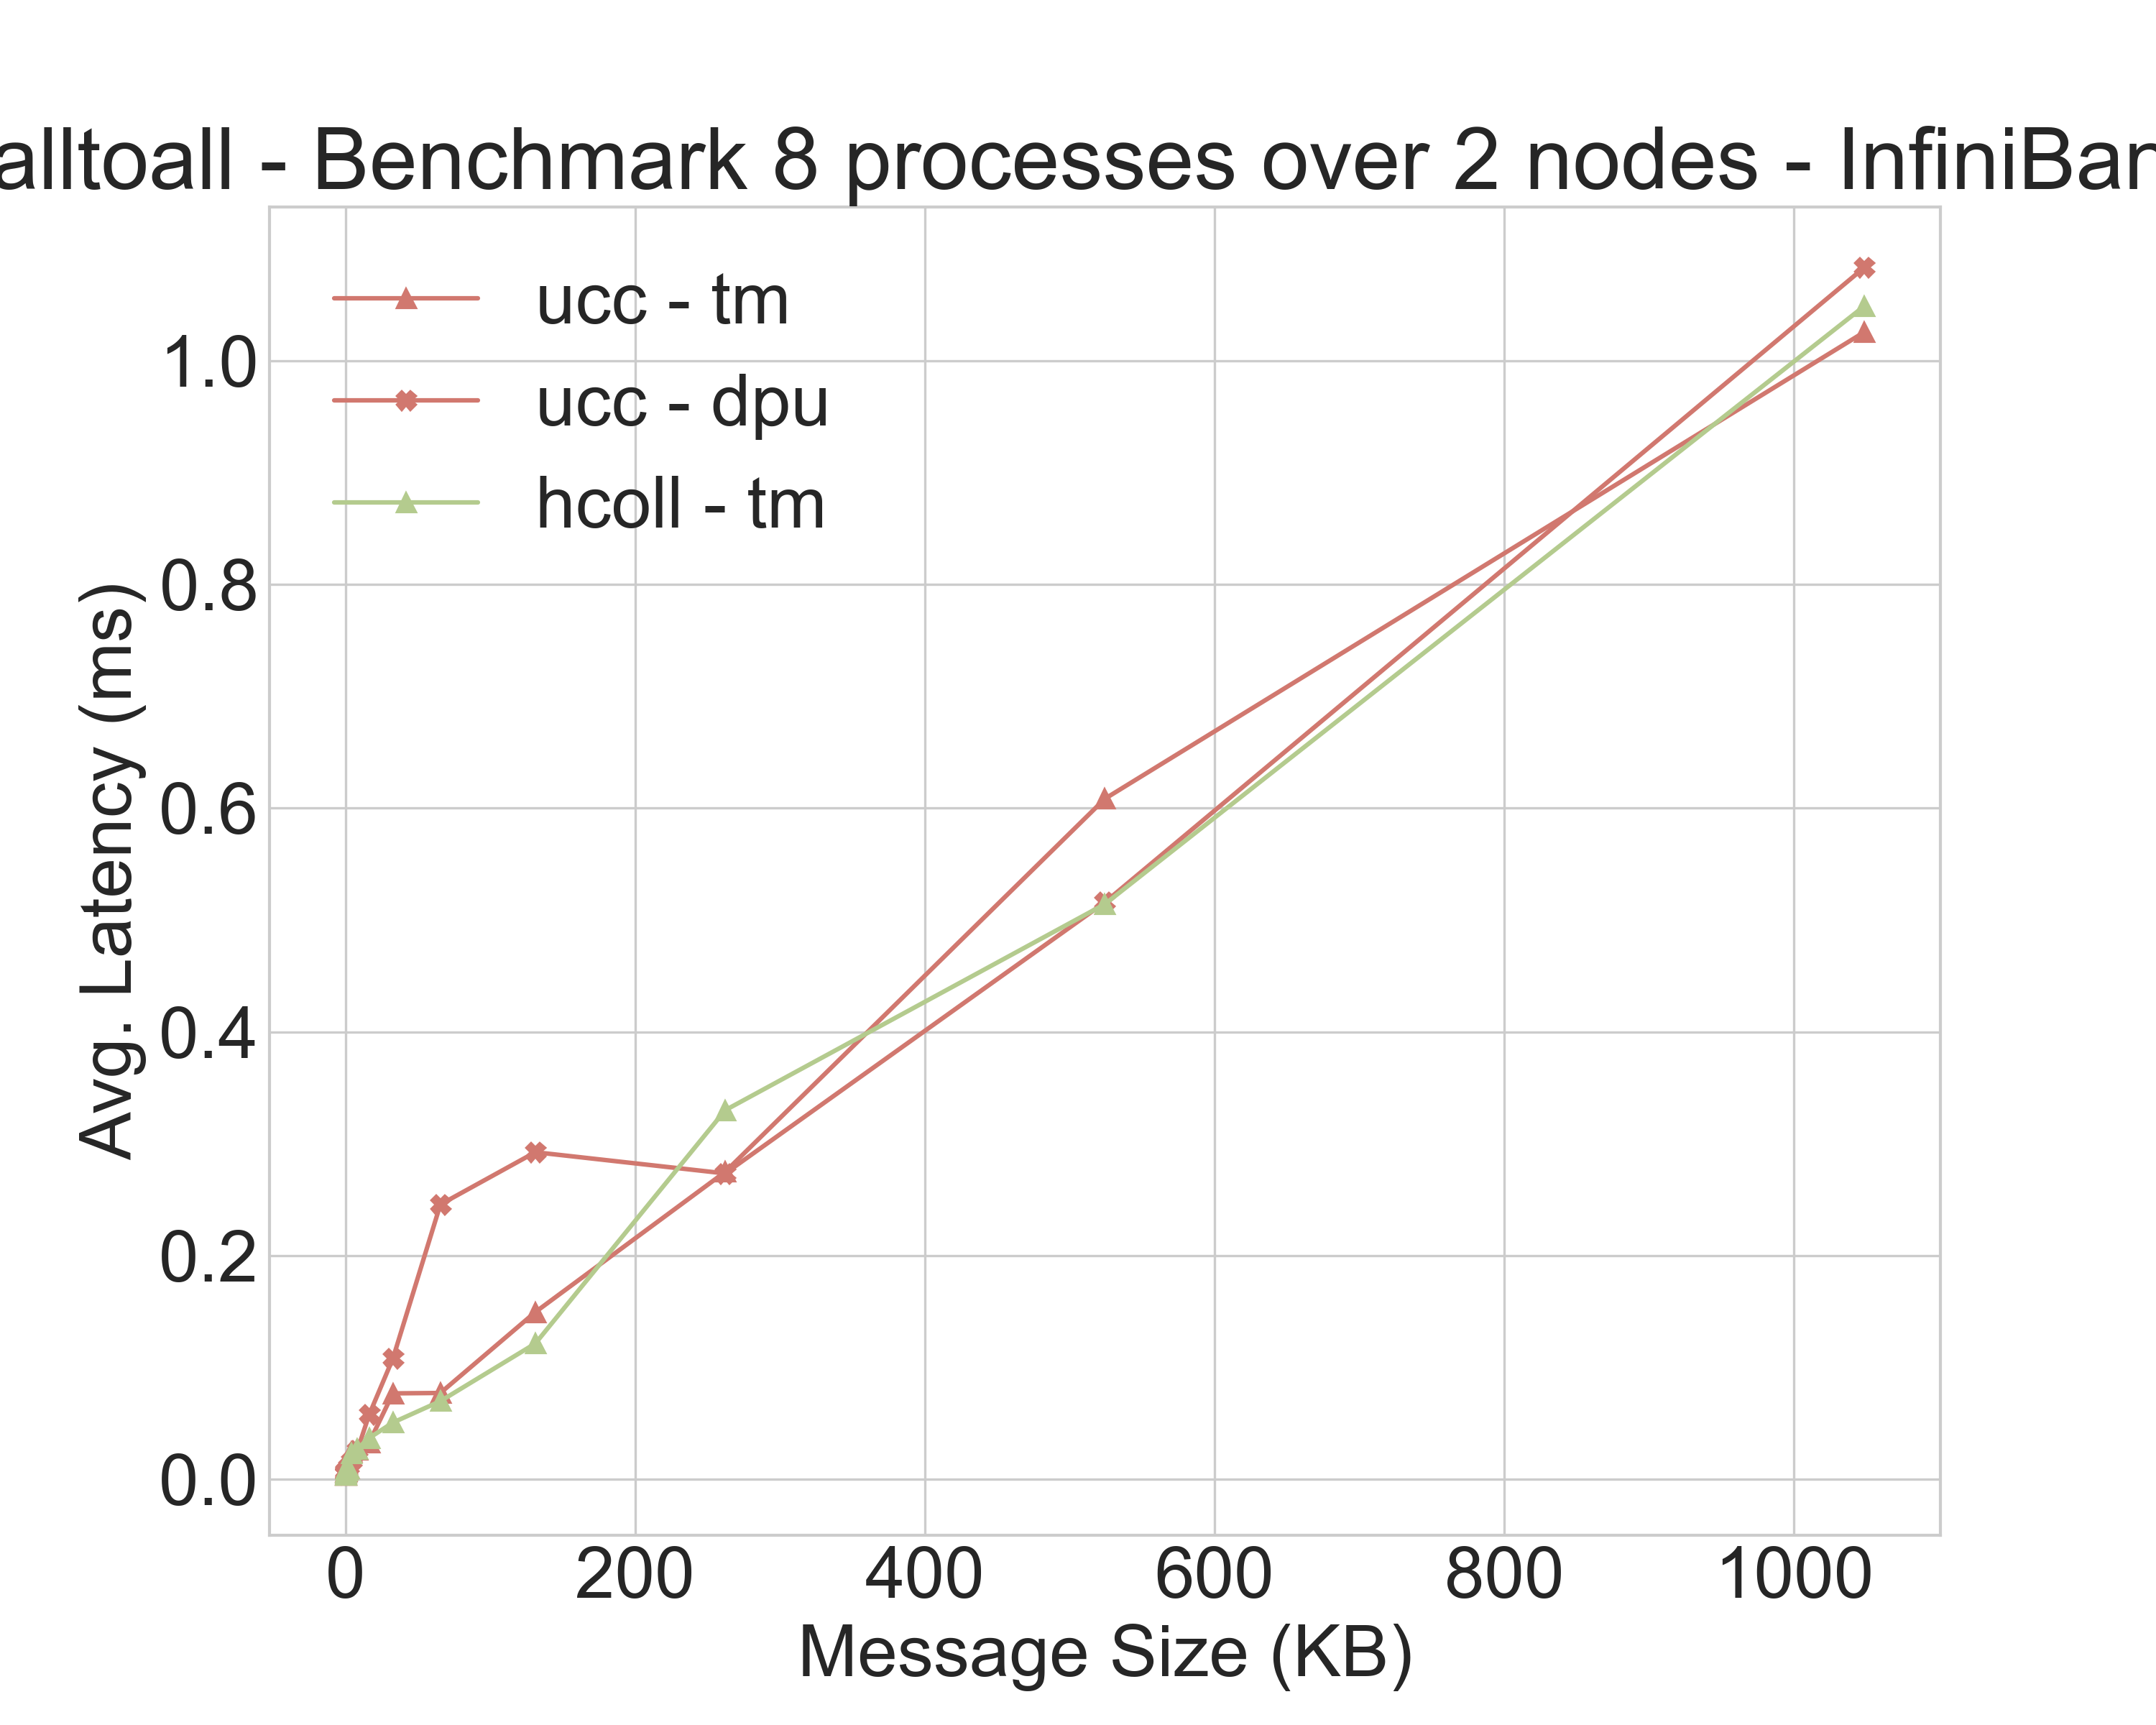 alltoall - Benchmark 8 processes over 2 nodes - InfiniBan
ucc - tm
ucc - dpu
hcoll - tm
Avg. Latency (ms)
1.0
0.8
0.6
0.4
0.2
0.0
0 200 400 600 800 1000
Message Size (KB)